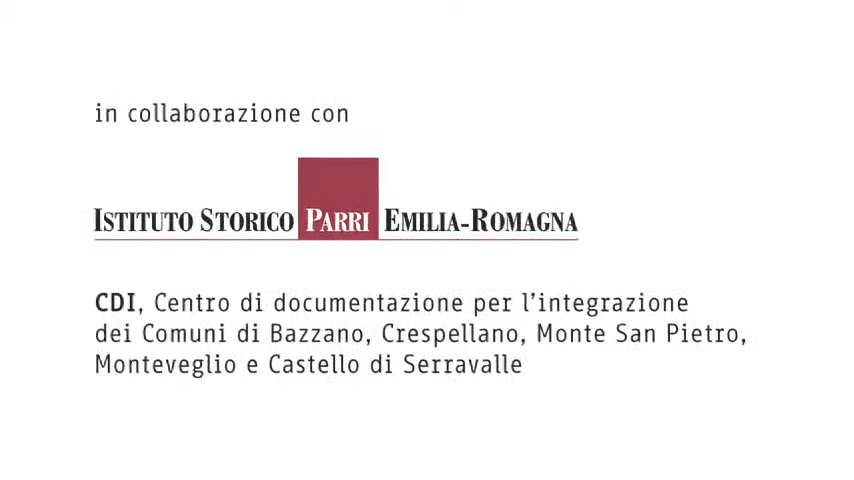 in collaborazione con
ISTITUTO STORICO PARRI EMILIA-ROMAGNA
CDI, Centro di documentazione per l'integrazione
dei Comuni di Bazzano, Crespellano, Monte San Pietro,
Monteveglio e Castello di Serravalle